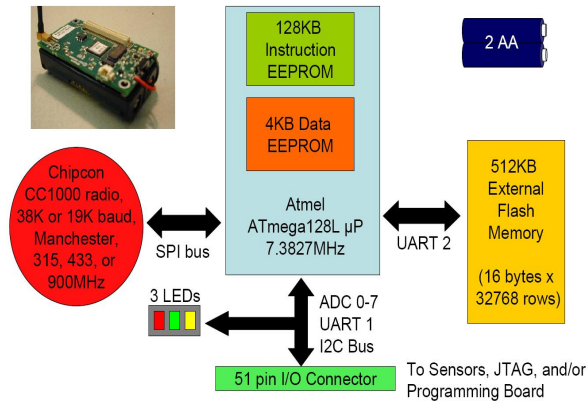 128KB
Instruction
EEPROM
2 AA
4KB Data
EEPROM
Chipcon
CC1000 radio,
38K or 19K baud,
Manchester,
315, 433, or
900MHz
SPI bus
Atmel
ATmega128L µP
7.3827MHz
UART 2
512KB
External
Flash
Memory
(16 bytes x
32768 rows)
3 LEDs
ADC 0-7
UART 1
I2C Bus
51 pin I/O Connector
To Sensors, JTAG, and/or
Programming Board